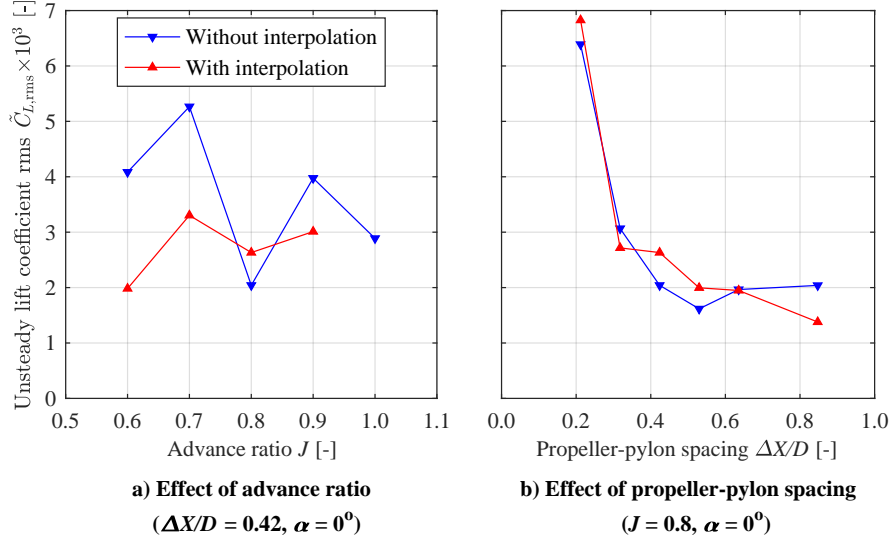 Unsteady lift coefficient rms C̃L,rms×10³ [-]
7
6
5
4
3
2
1
0
Without interpolation
With interpolation
0.5 0.6 0.7 0.8 0.9 1.0 1.1
Advance ratio J [-]
0.0 0.2 0.4 0.6 0.8 1.0
Propeller-pylon spacing ΔX/D [-]
a) Effect of advance ratio
(ΔX/D = 0.42, α = 0°)
b) Effect of propeller-pylon spacing
(J = 0.8, α = 0°)